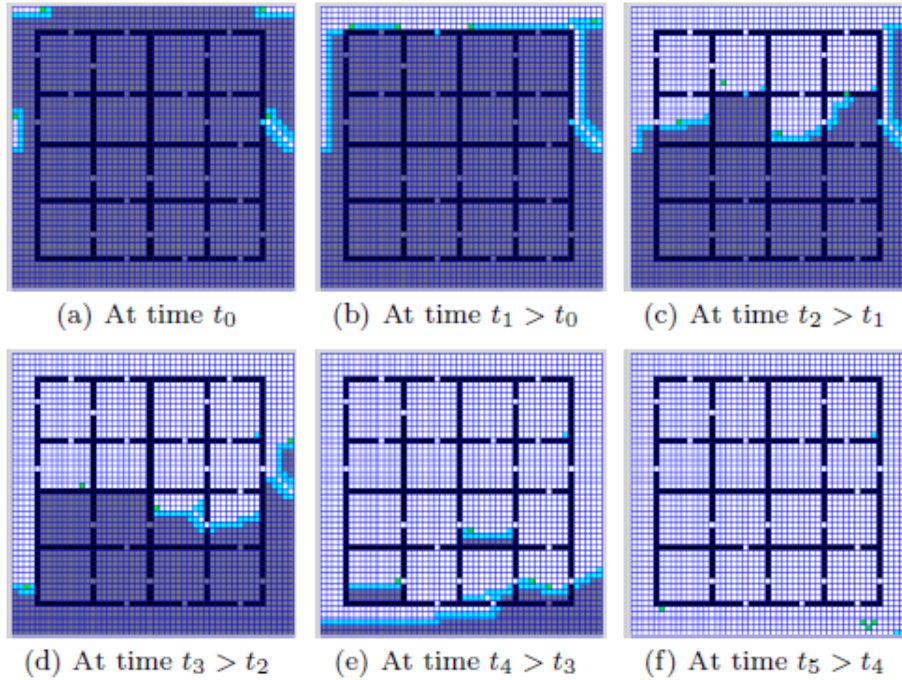 (a) At time t₀
(b) At time t₁ > t₀
(c) At time t₂ > t₁
(d) At time t₃ > t₂
(e) At time t₄ > t₃
(f) At time t₅ > t₄